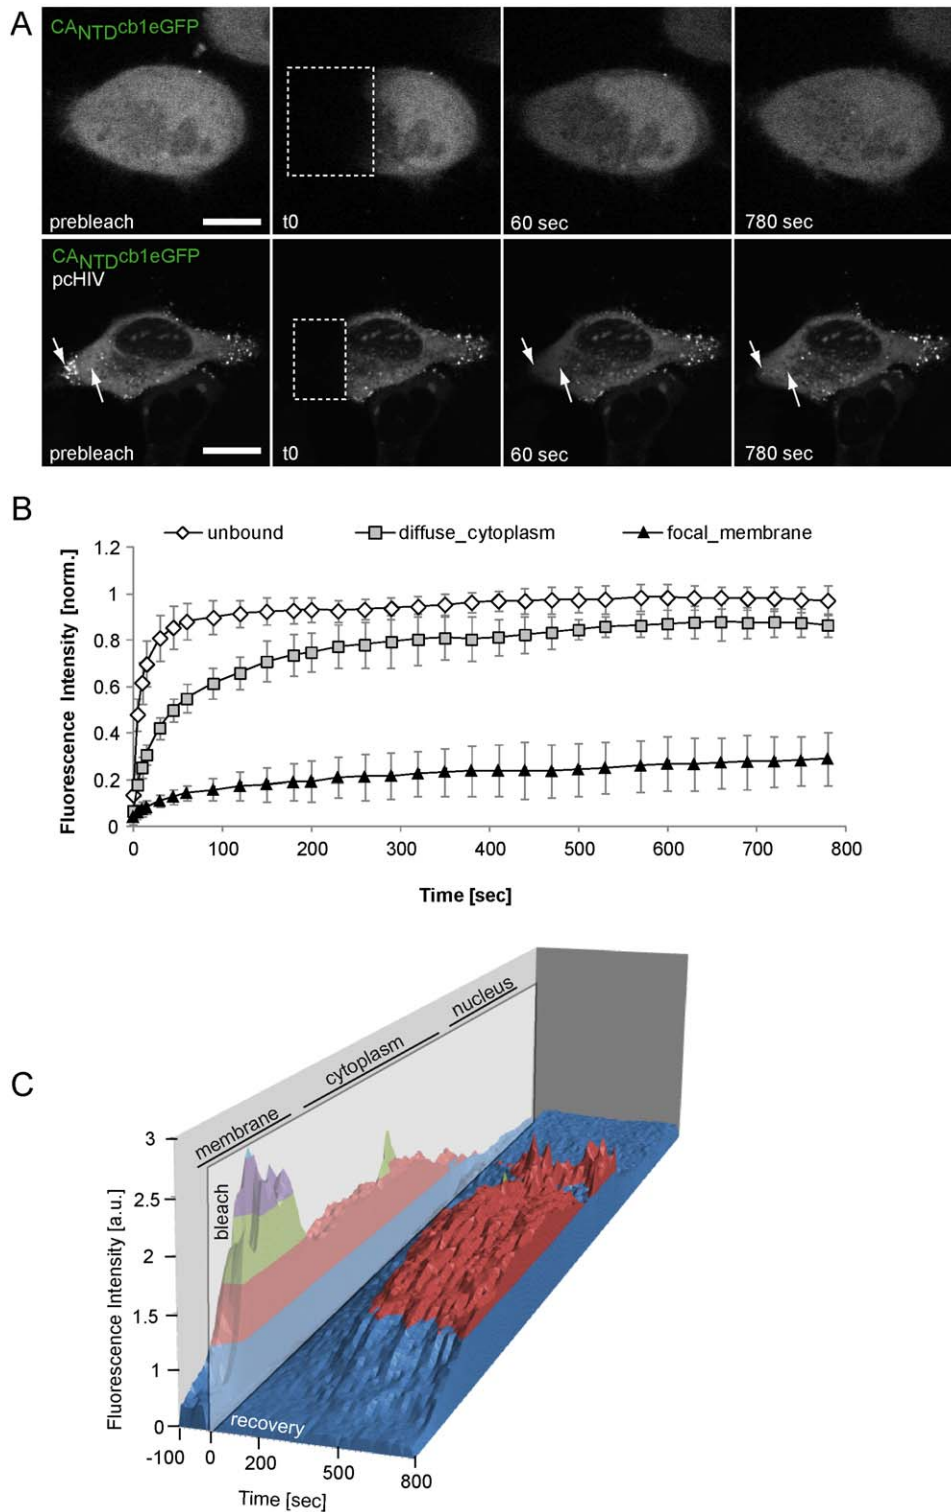 A
CANTDcb1eGFP
prebleach
t0
60 sec
780 sec
CANTDcb1eGFP
pcHIV
prebleach
t0
60 sec
780 sec
B
unbound
diffuse_cytoplasm
focal_membrane
Fluorescence Intensity [norm.]
1.2
1
0.8
0.6
0.4
0.2
0
0 100 200 300 400 500 600 700 800
Time [sec]
C
membrane
cytoplasm
nucleus
bleach
recovery
Fluorescence Intensity [a.u.]
3
2.5
2
1.5
1
0
-100 0 200 500 800
Time [sec]